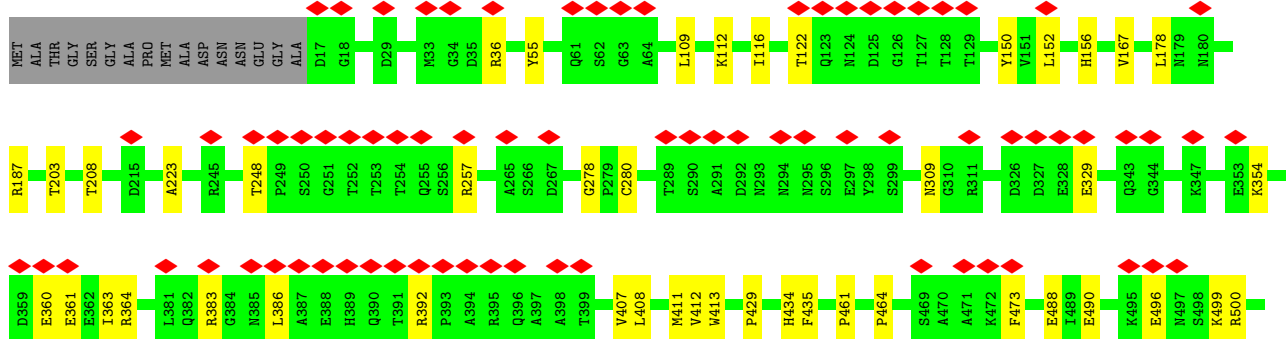 MET ALA THR GLY SER GLY GLY ALA PRO MET ALA ASP ASN ASN GLU GLY ALA D17 G18 D29 M33 G34 D35 R36 Y55 Q61 S62 G63 A64 L109 K112 I116 T122 Q123 N124 D125 G126 T127 T128 T129 Y150 V151 L152 H156 V167 L178 N179 N180
R187 T203 T208 D215 A223 R245 T248 P249 S250 G251 T252 T253 T254 Q255 S256 R257 A265 S266 D267 G278 P279 C280 T289 S290 A291 D292 N293 N294 N295 S296 E297 Y298 S299 N309 G310 R311 D326 D327 E328 E329 Q343 G344 K347 E353 K354
D359 E360 E361 E362 I363 R364 L381 Q382 R383 G384 N385 L386 A387 E388 H389 Q390 T391 R392 P393 A394 R395 Q396 A397 A398 T399 V407 L408 M411 V412 W413 P429 H434 F435 P461 P464 S469 A470 A471 K472 F473 E488 I489 E490 K495 E496 N497 S498 K499 R500